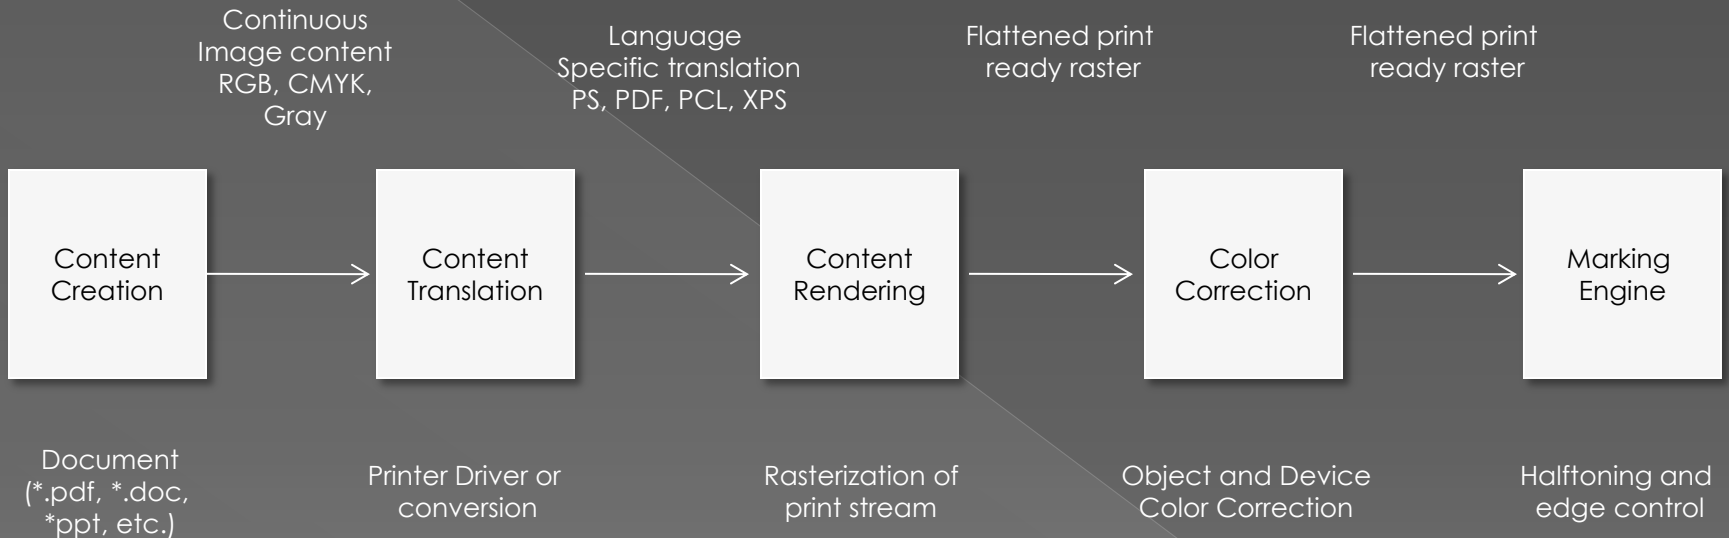 Continuous
Image content
RGB, CMYK,
Gray
Language
Specific translation
PS, PDF, PCL, XPS
Flattened print
ready raster
Flattened print
ready raster
Content
Creation
Content
Translation
Content
Rendering
Color
Correction
Marking
Engine
Document
(*.pdf, *.doc,
*ppt, etc.)
Printer Driver or
conversion
Rasterization of
print stream
Object and Device
Color Correction
Halftoning and
edge control